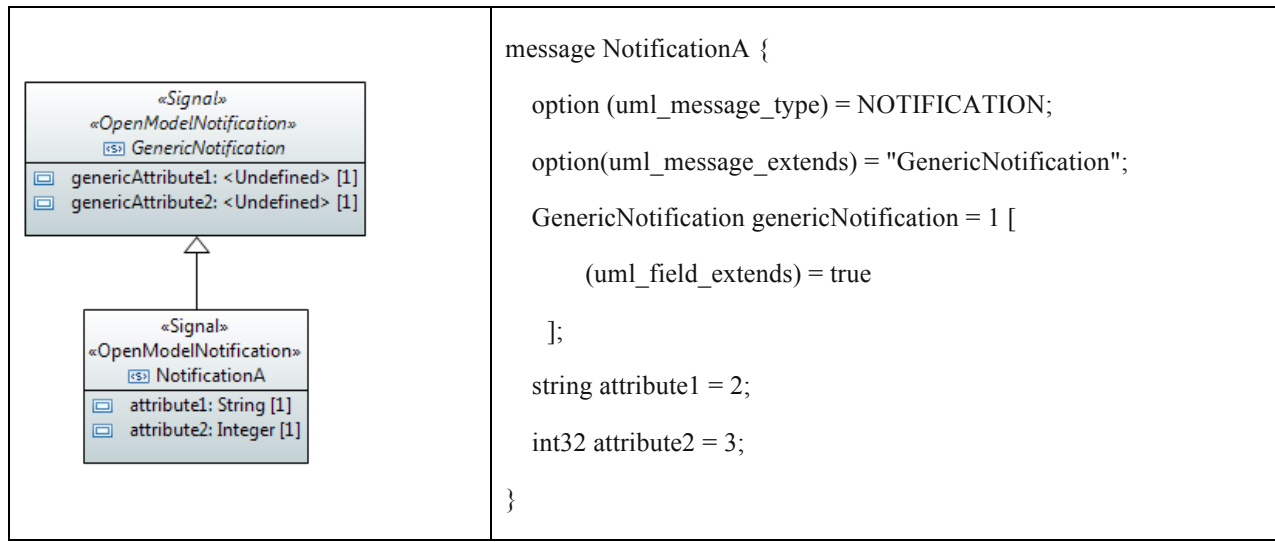 «Signal»
«OpenModelNotification»
GenericNotification
genericAttribute1: <Undefined> [1]
genericAttribute2: <Undefined> [1]
«Signal»
«OpenModelNotification»
NotificationA
attribute1: String [1]
attribute2: Integer [1]
message NotificationA {
option (uml_message_type) = NOTIFICATION;
option(uml_message_extends) = "GenericNotification";
GenericNotification genericNotification = 1 [
(uml_field_extends) = true
];
string attribute1 = 2;
int32 attribute2 = 3;
}